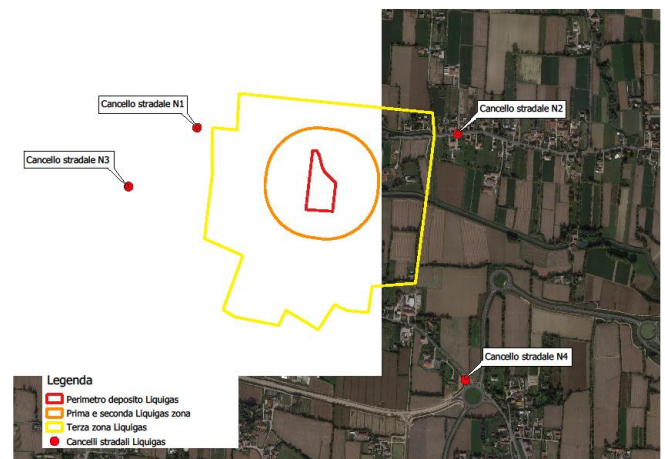 Cancello stradale N1
Cancello stradale N2
Cancello stradale N3
Cancello stradale N4
Legenda
Perimetro deposito Liquigas
Prima e seconda Liquigas zona
Terza zona Liquigas
Cancelli stradali Liquigas